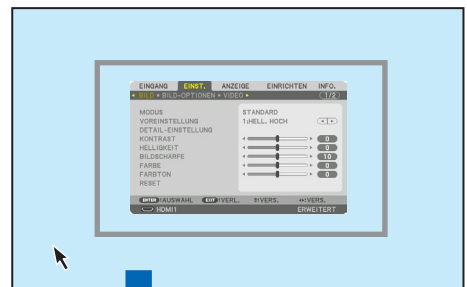 EINGANG EINST. ANZEIGE EINRICHTEN INFO.
BILD • BILD-OPTIONEN • VIDEO 1/2
MODUS STANDARD
VOREINSTELLUNG 1:HELL. HOCH
DETAIL-EINSTELLUNG
KONTRAST 0
HELLIGKEIT 0
BILDSCHÄRFE 10
FARBE 0
FARBTON 0
RESET
ENTER :AUSWAHL EXIT :VERL. :VERS. :VERS.
HDMI1 ERWEITERT